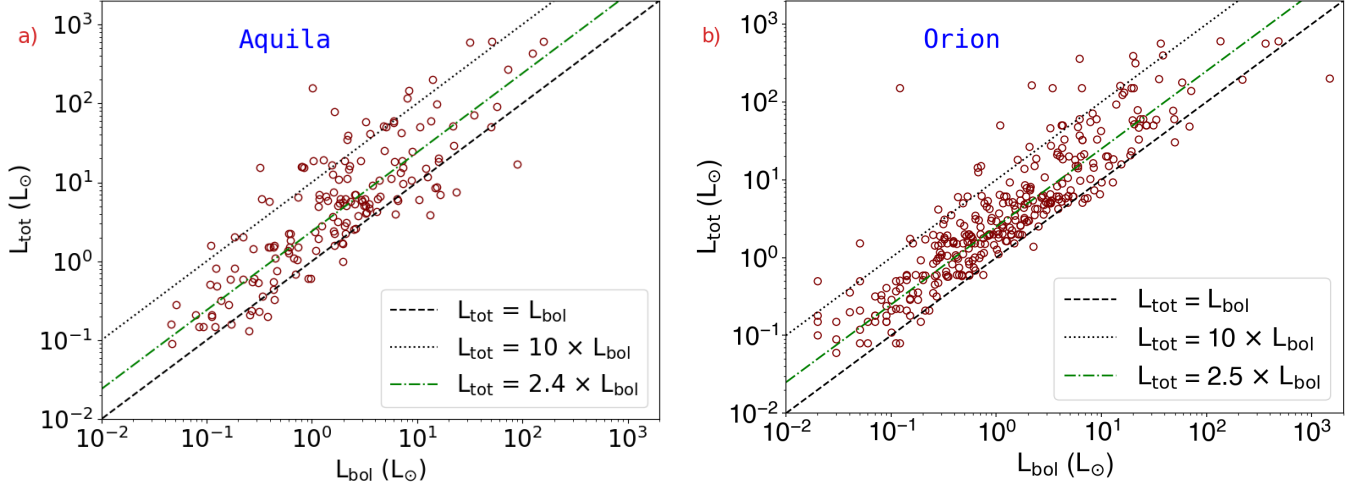 a)
Aquila
10³
10²
10¹
10⁰
10⁻¹
10⁻²
L_tot (L_⊙)
10⁻² 10⁻¹ 10⁰ 10¹ 10² 10³
L_bol (L_⊙)
L_tot = L_bol
L_tot = 10 × L_bol
L_tot = 2.4 × L_bol
b)
Orion
10³
10²
10¹
10⁰
10⁻¹
10⁻²
L_tot (L_⊙)
10⁻² 10⁻¹ 10⁰ 10¹ 10² 10³
L_bol (L_⊙)
L_tot = L_bol
L_tot = 10 × L_bol
L_tot = 2.5 × L_bol